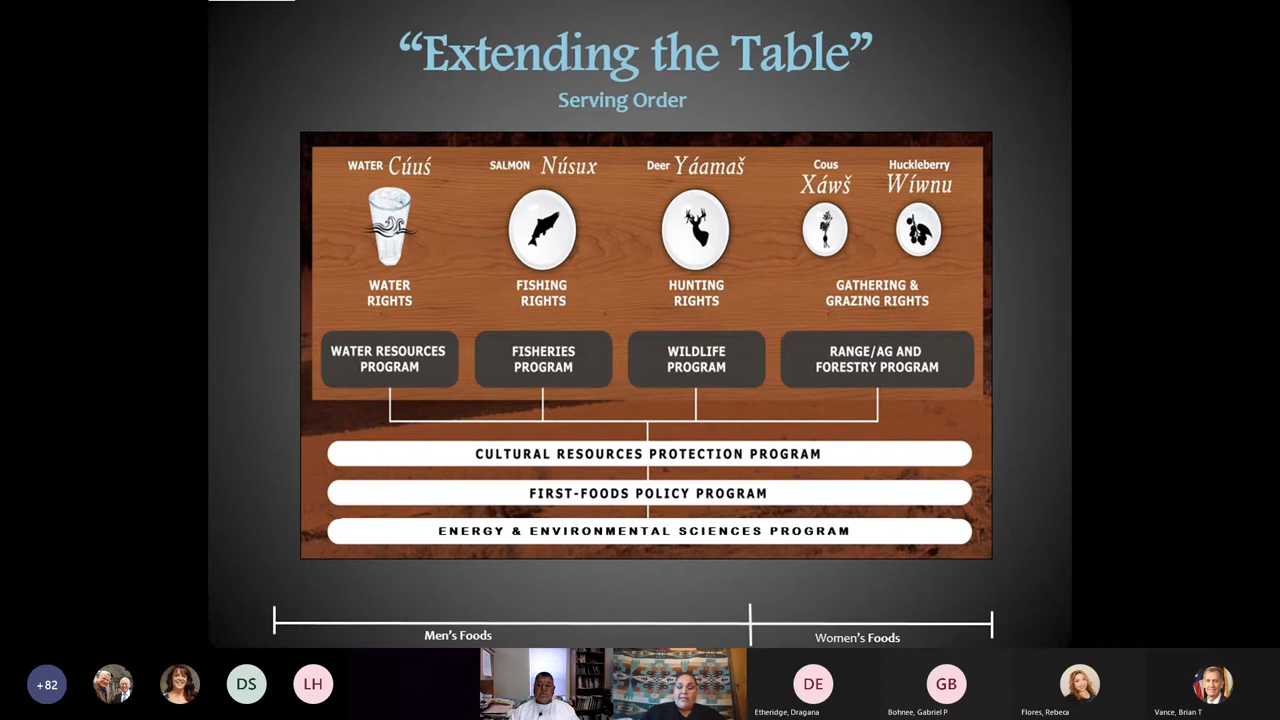 “Extending the Table”
Serving Order
WATER Cúuś
SALMON Núsux
Deer Yáamaš
Cous
Xáwš
Huckleberry
Wíwnu
WATER
RIGHTS
FISHING
RIGHTS
HUNTING
RIGHTS
GATHERING &
GRAZING RIGHTS
WATER RESOURCES
PROGRAM
FISHERIES
PROGRAM
WILDLIFE
PROGRAM
RANGE/AG AND
FORESTRY PROGRAM
CULTURAL RESOURCES PROTECTION PROGRAM
FIRST-FOODS POLICY PROGRAM
ENERGY & ENVIRONMENTAL SCIENCES PROGRAM
Men’s Foods
Women’s Foods
+82
DS
LH
DE
GB
Etheridge, Dragana
Bohnee, Gabriel P
Flores, Rebeca
Vance, Brian T